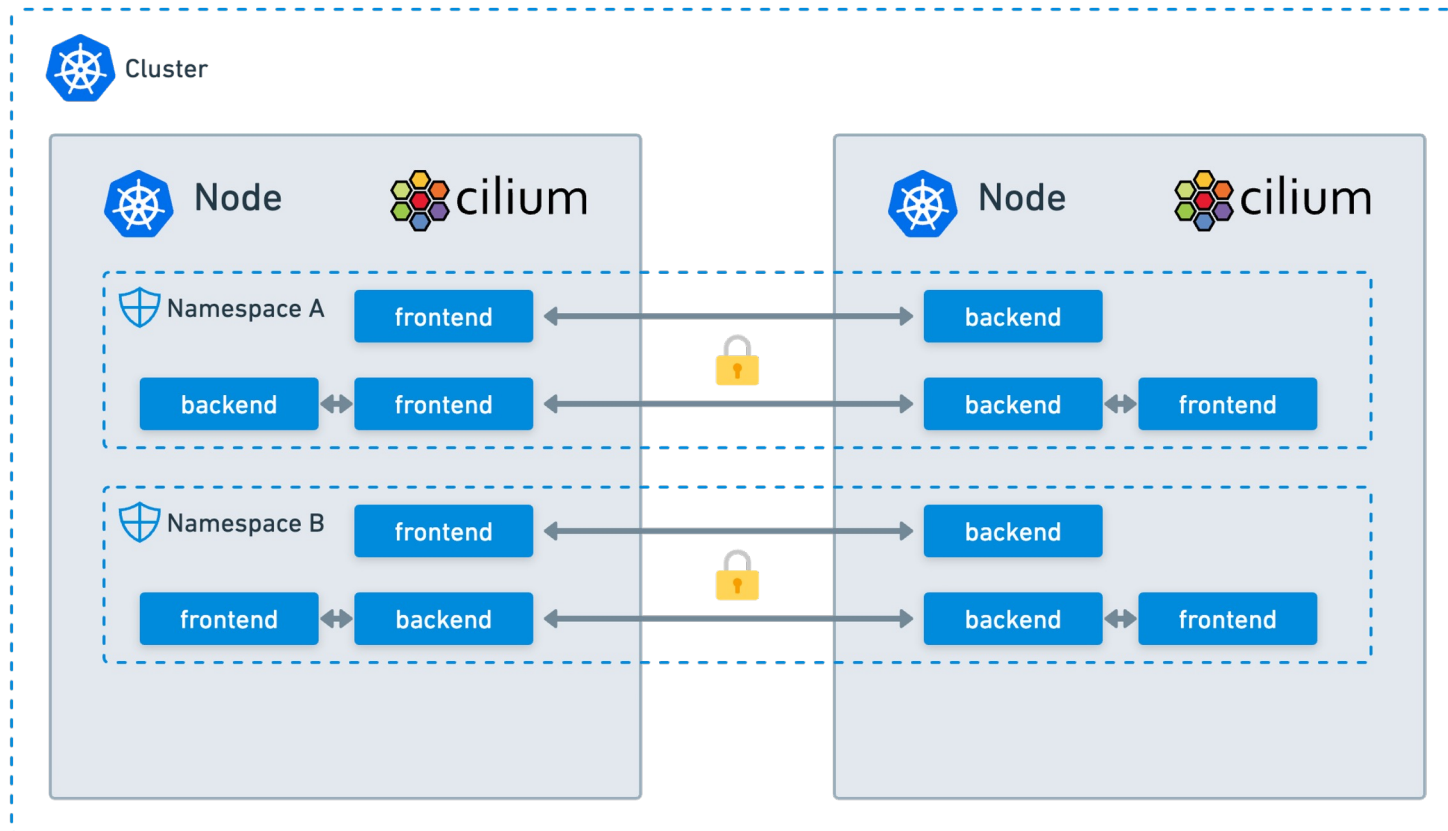 Cluster
Node cilium
Node cilium
Namespace A frontend
backend
backend frontend
backend frontend
Namespace B frontend
backend
frontend backend
backend frontend